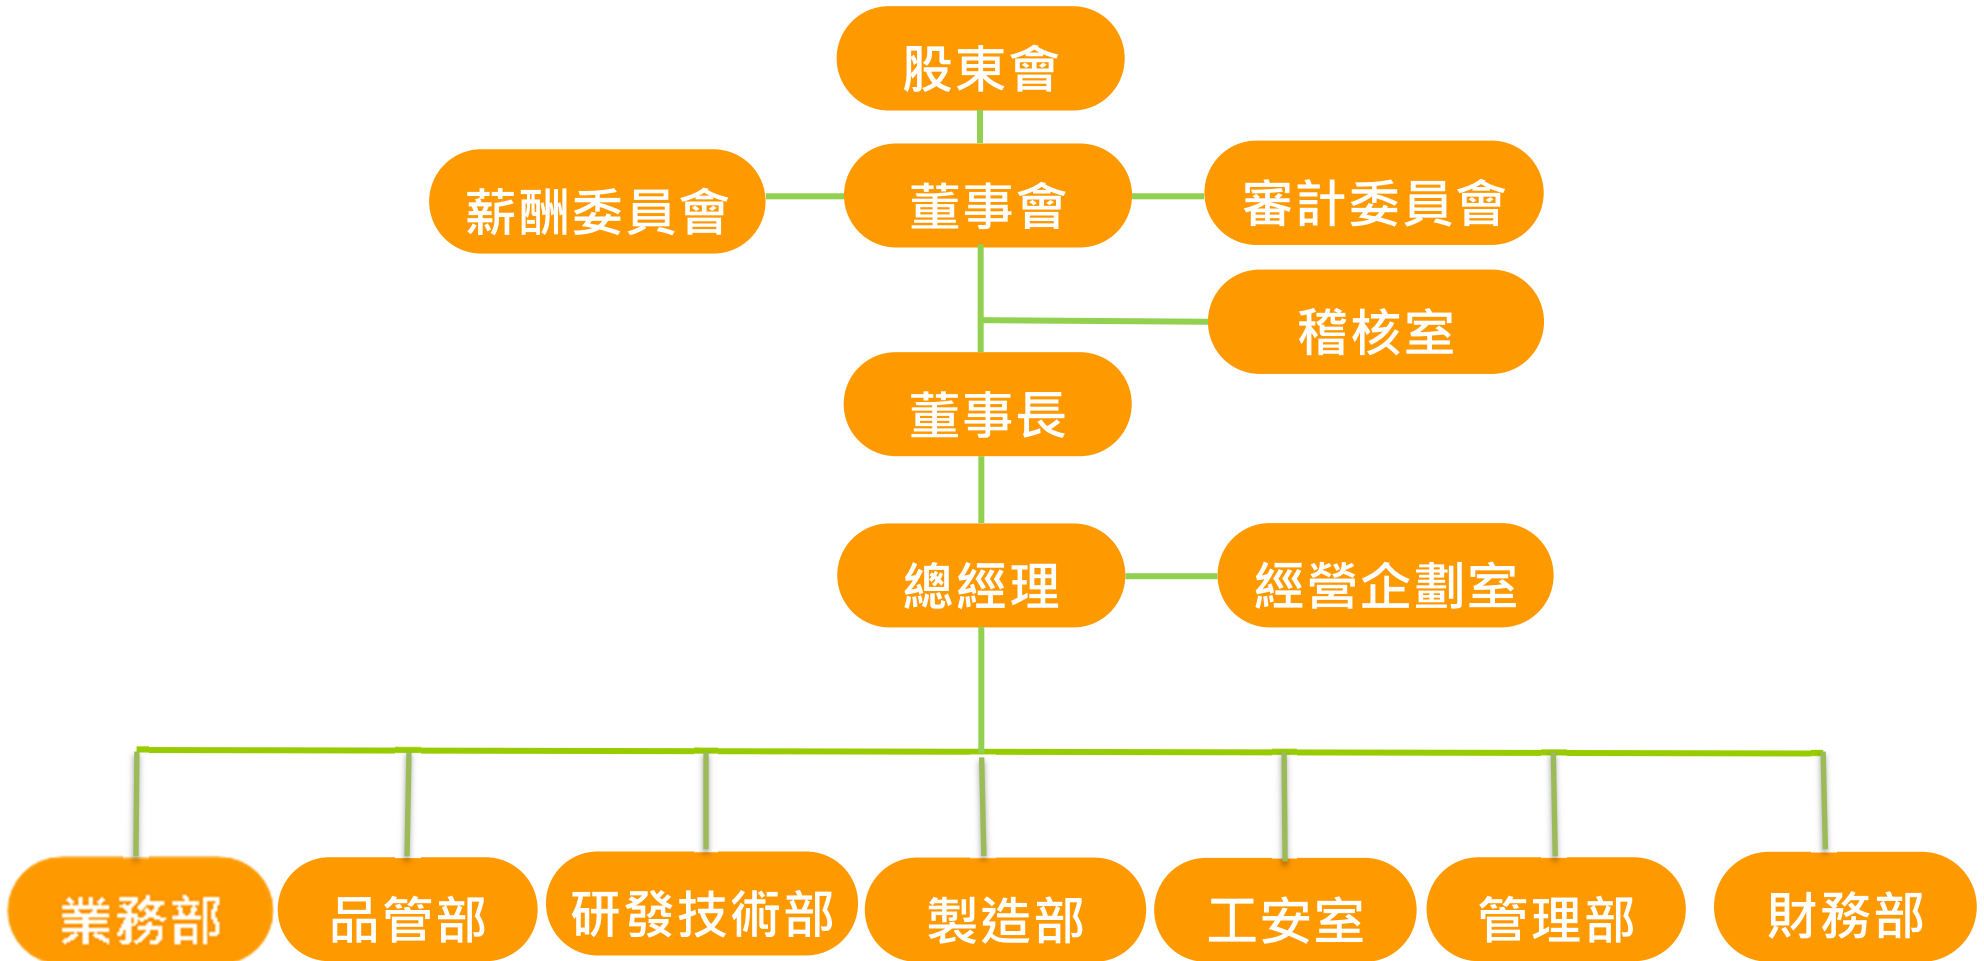 股東會
薪酬委員會
董事會
審計委員會
稽核室
董事長
總經理
經營企劃室
業務部
品管部
研發技術部
製造部
工安室
管理部
財務部